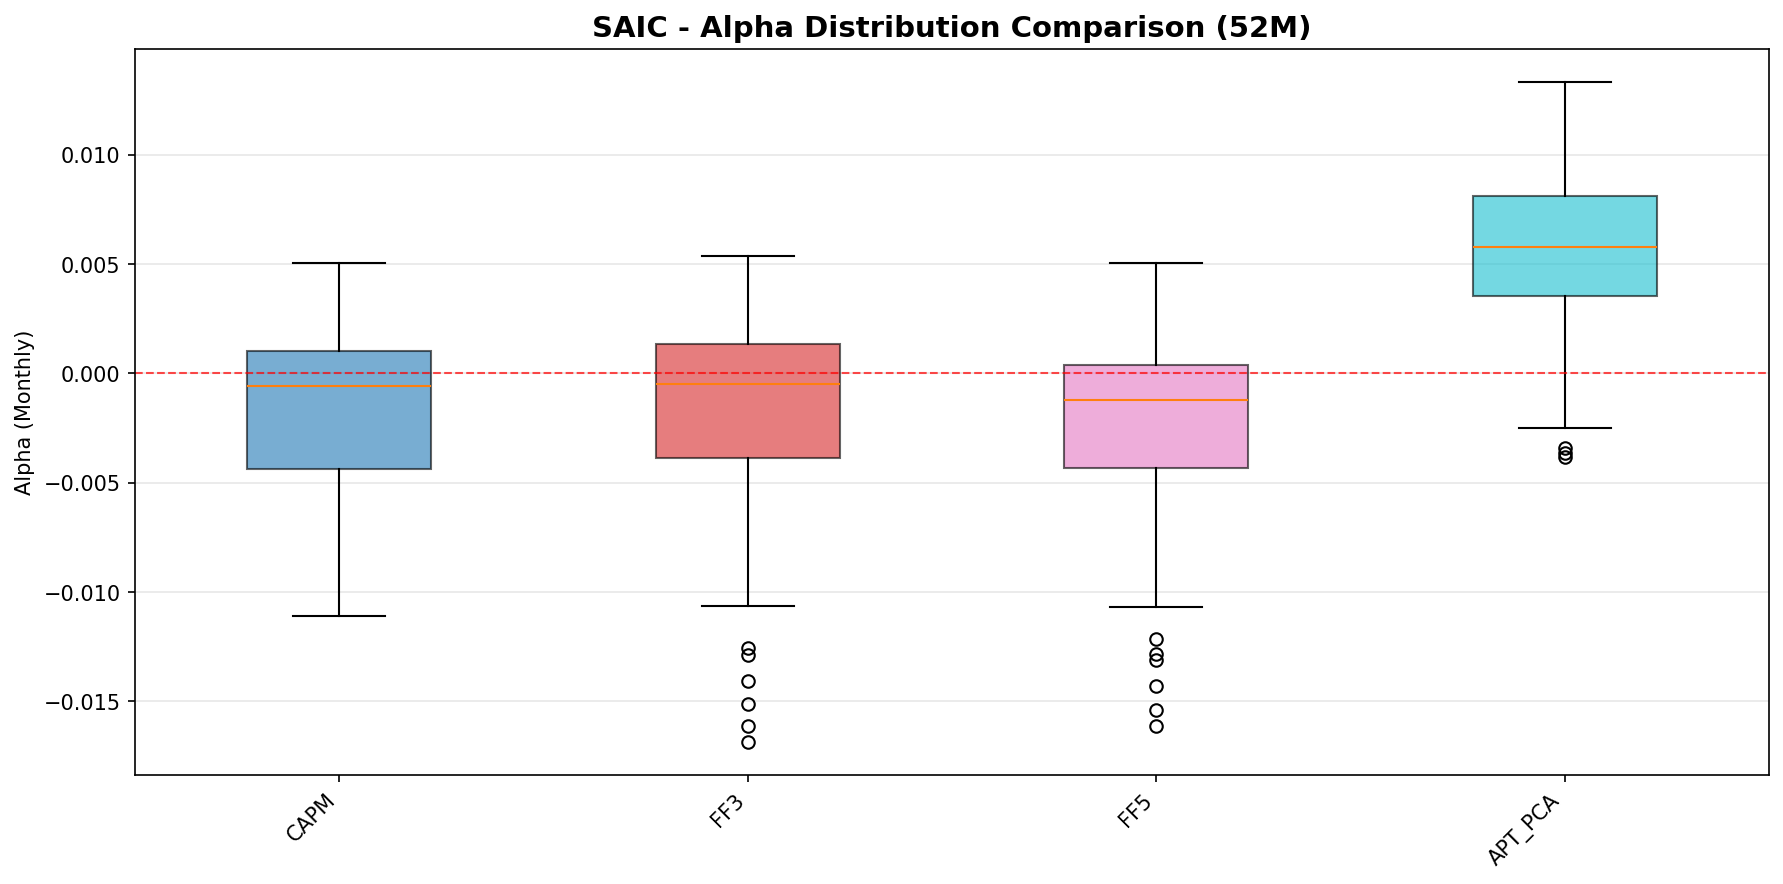 SAIC - Alpha Distribution Comparison (52M)
Alpha (Monthly)
0.010
0.005
0.000
−0.005
−0.010
−0.015
CAPM
FF3
FF5
APT_PCA